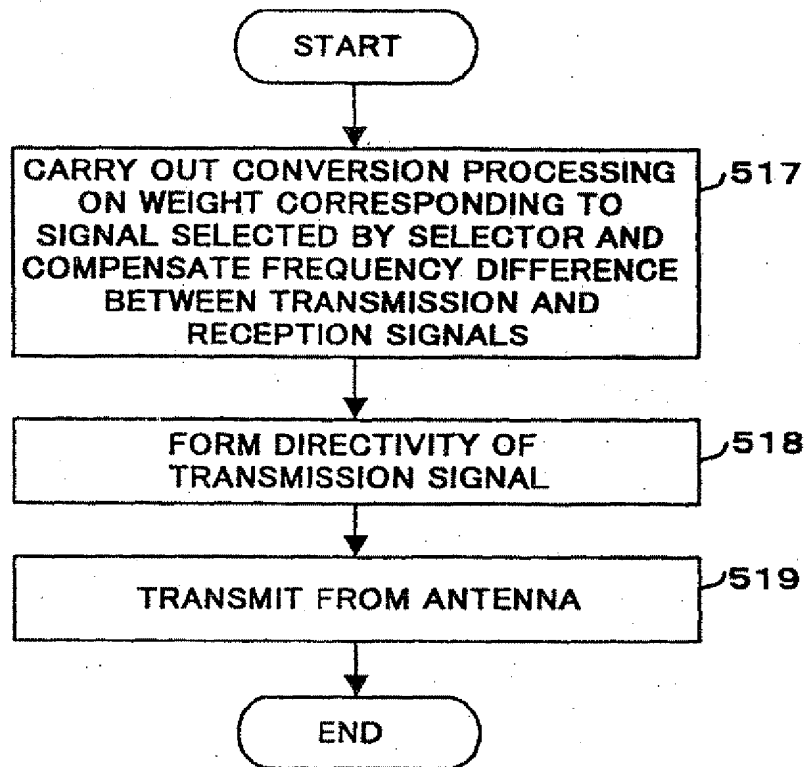 START
CARRY OUT CONVERSION PROCESSING
ON WEIGHT CORRESPONDING TO
SIGNAL SELECTED BY SELECTOR AND
COMPENSATE FREQUENCY DIFFERENCE
BETWEEN TRANSMISSION AND
RECEPTION SIGNALS
517
FORM DIRECTIVITY OF
TRANSMISSION SIGNAL
518
TRANSMIT FROM ANTENNA
519
END